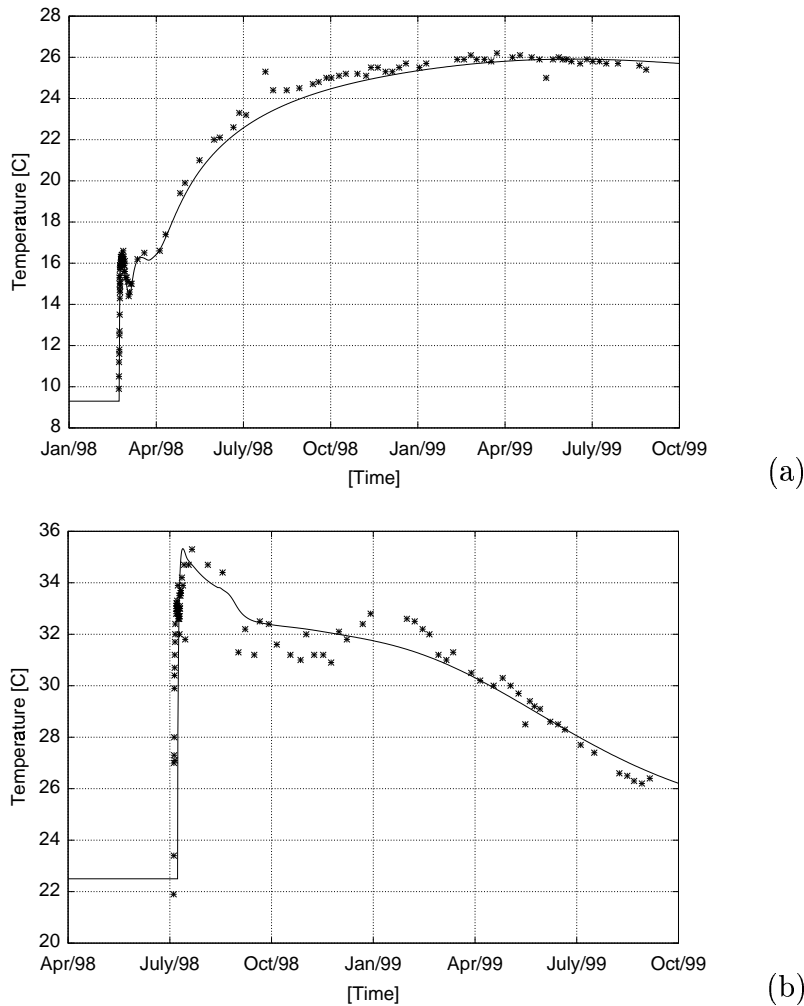 28
26
24
22
20
18
16
14
12
10
8
Temperature [C]
Jan/98 Apr/98 July/98 Oct/98 Jan/99 Apr/99 July/99 Oct/99
[Time]
(a)
36
34
32
30
28
26
24
22
20
Temperature [C]
Apr/98 July/98 Oct/98 Jan/99 Apr/99 July/99 Oct/99
[Time]
(b)